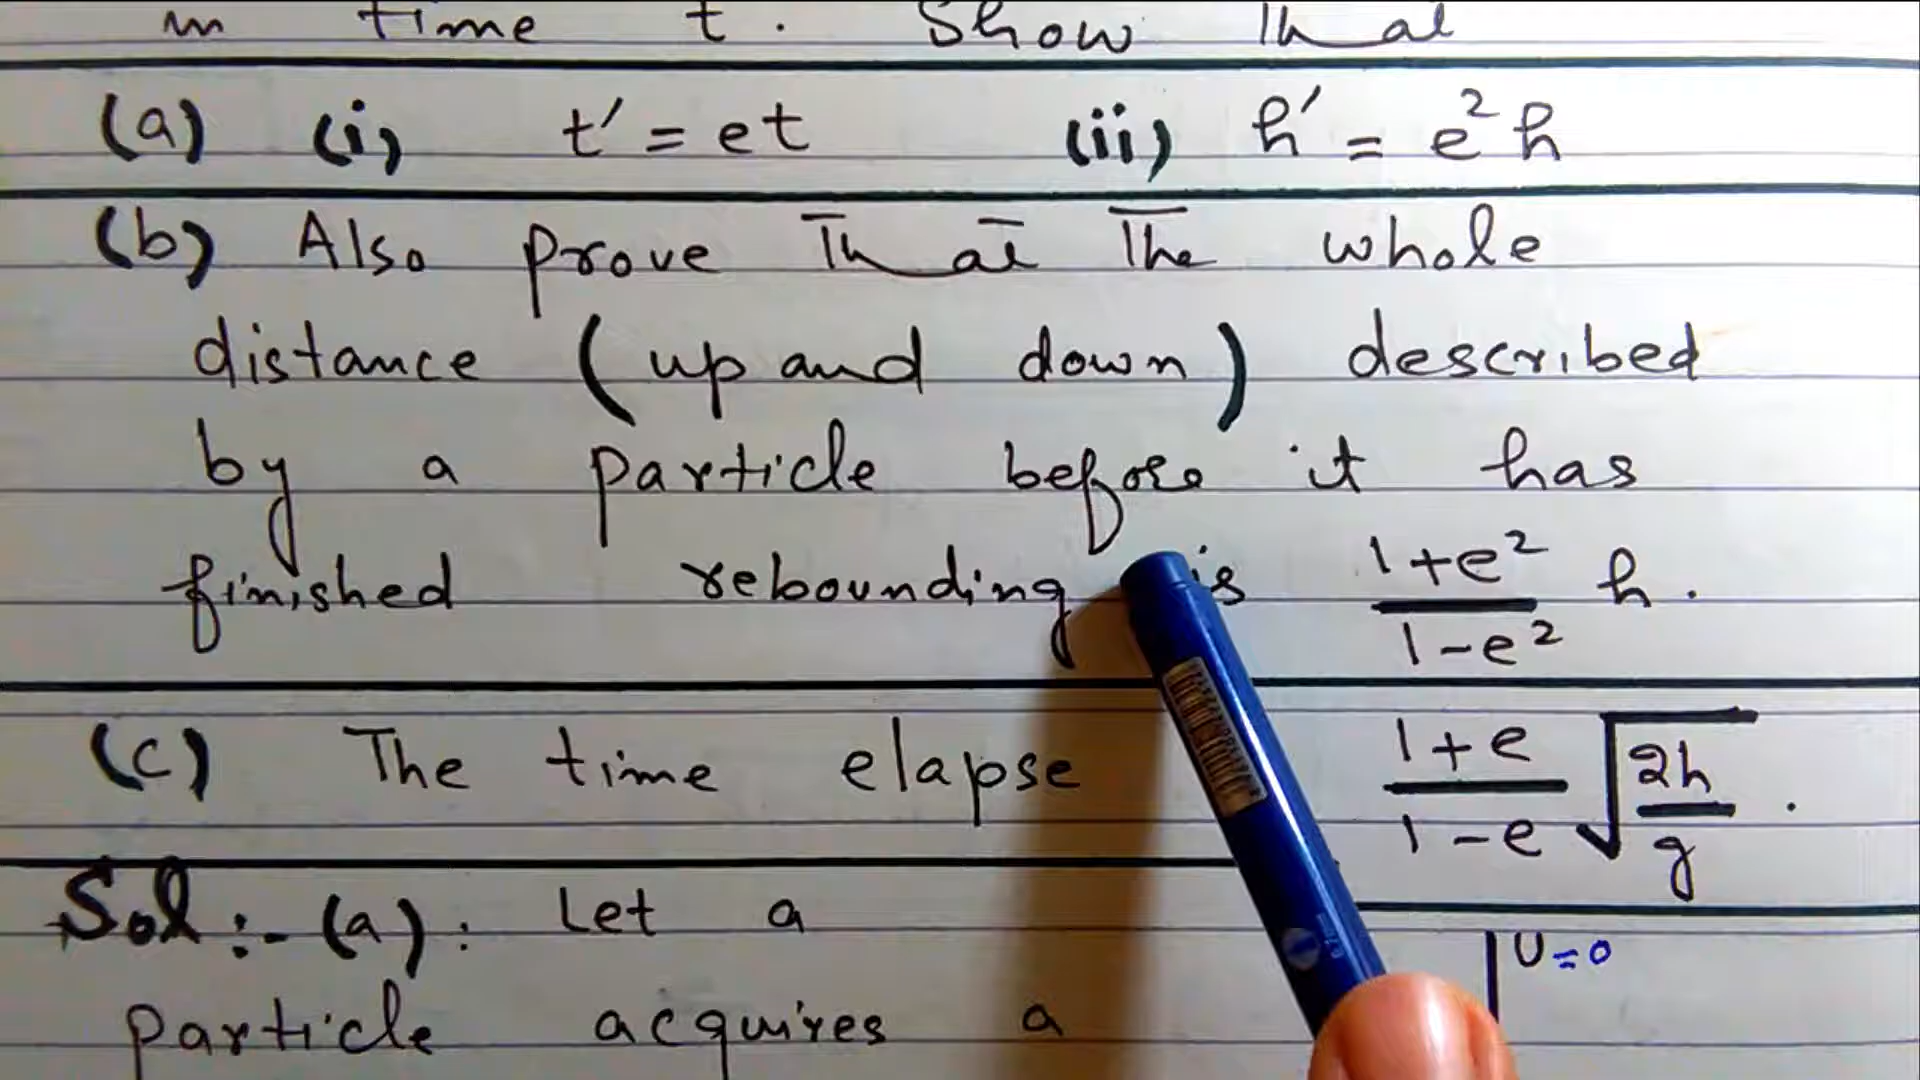 in time t. Show that
(a) (i) t' = et (ii) h' = e²h
(b) Also prove that the whole
distance (up and down) described
by a particle before it has
finished rebounding is 1+e²/1-e² h.
(c) The time elapse 1+e/1-e √2h/g .
Sol:- (a): Let a
U=0
particle acquires a